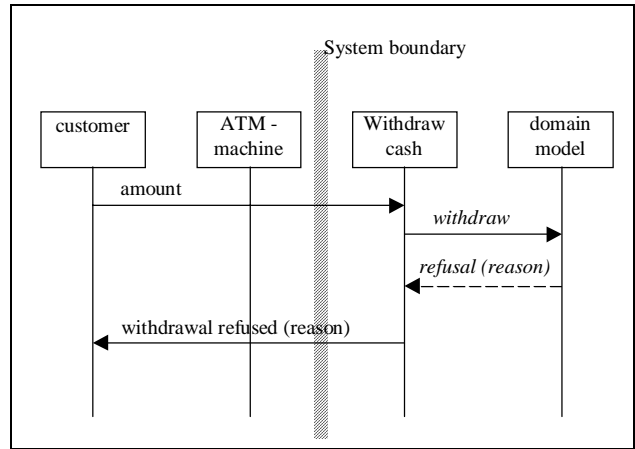 System boundary
customer
ATM -
machine
Withdraw
cash
domain
model
amount
withdraw
refusal (reason)
withdrawal refused (reason)